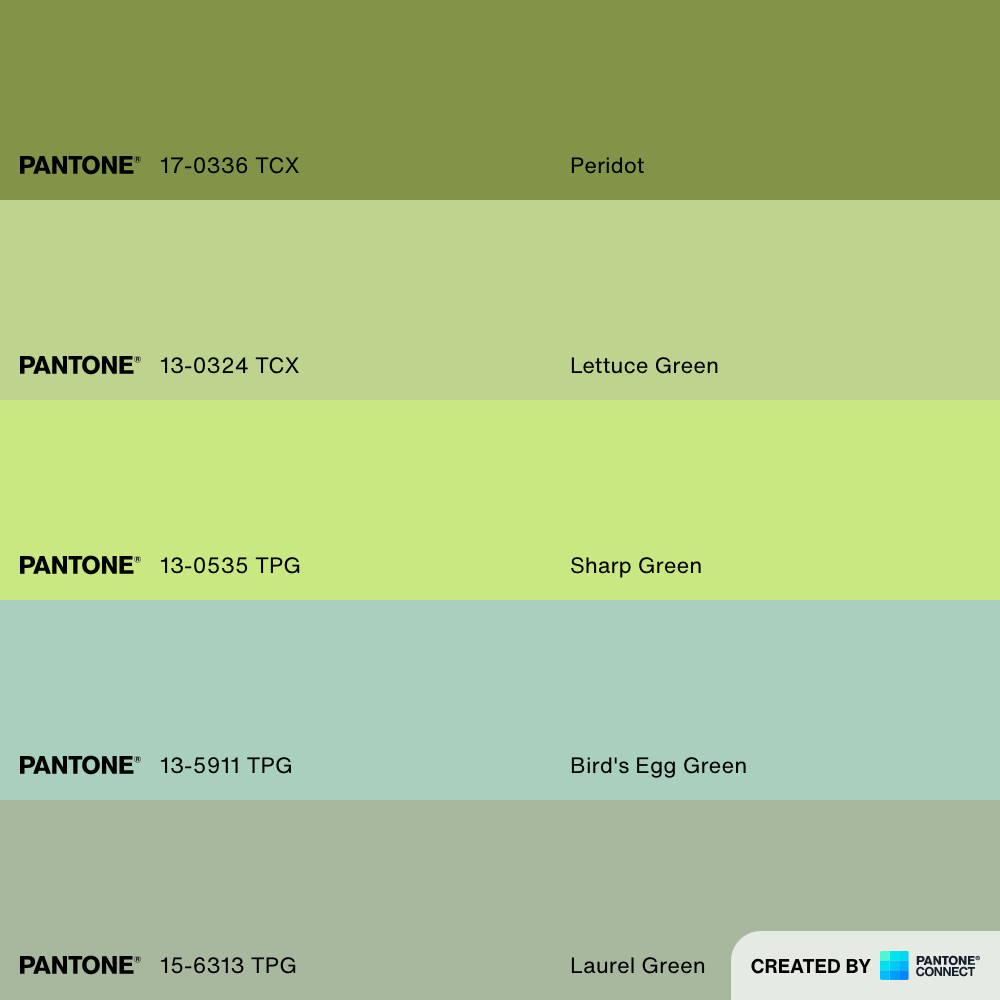 PANTONE® 17-0336 TCX Peridot
PANTONE® 13-0324 TCX Lettuce Green
PANTONE® 13-0535 TPG Sharp Green
PANTONE® 13-5911 TPG Bird's Egg Green
PANTONE® 15-6313 TPG Laurel Green
CREATED BY PANTONE®
CONNECT